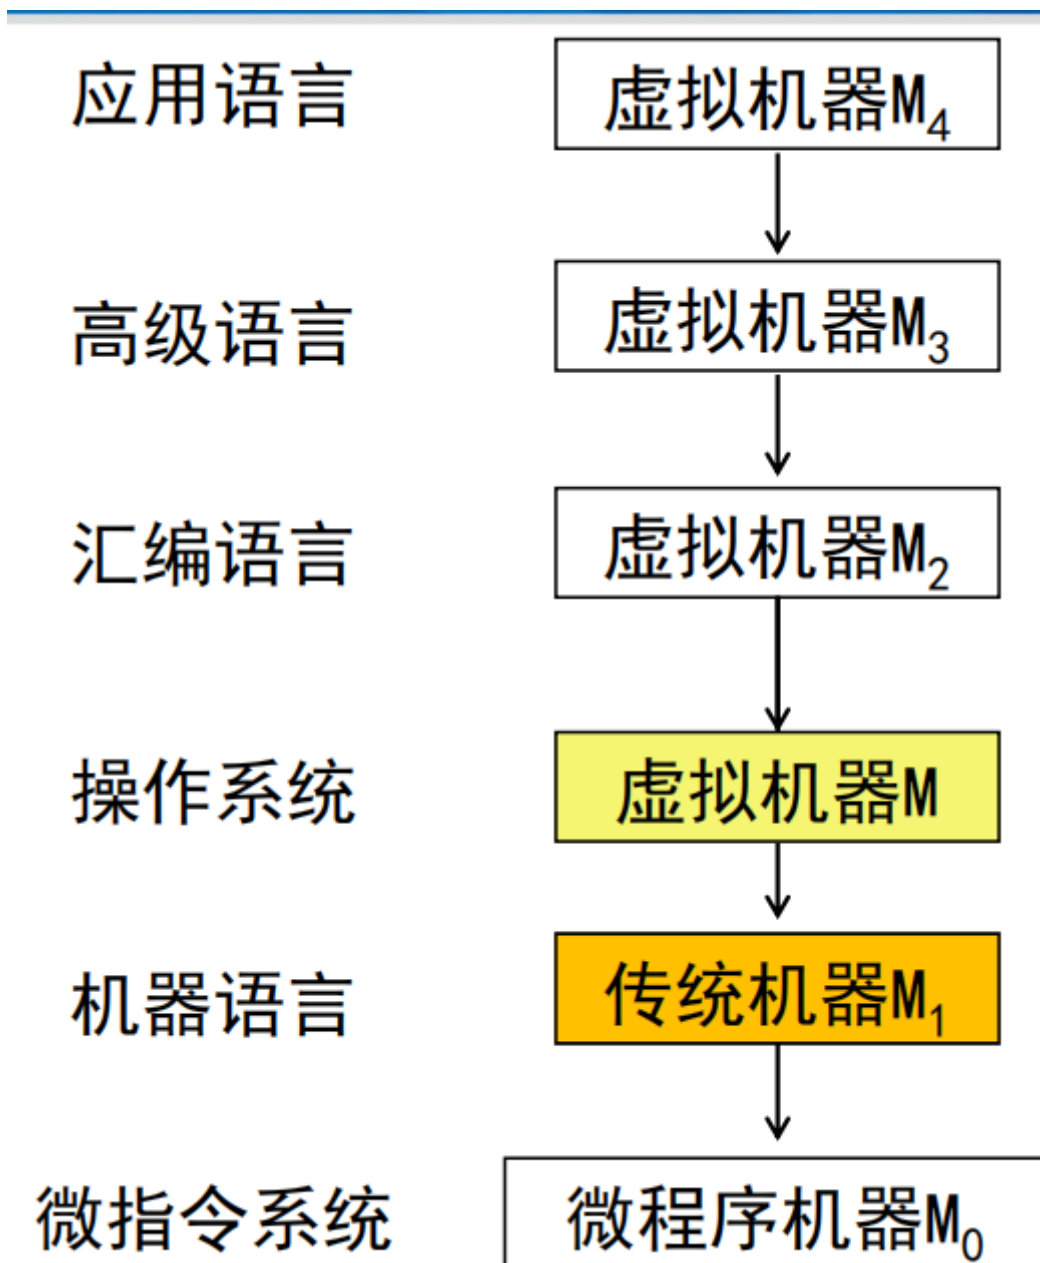 应用语言 虚拟机器M₄
高级语言 虚拟机器M₃
汇编语言 虚拟机器M₂
操作系统 虚拟机器M
机器语言 传统机器M₁
微指令系统 微程序机器M₀